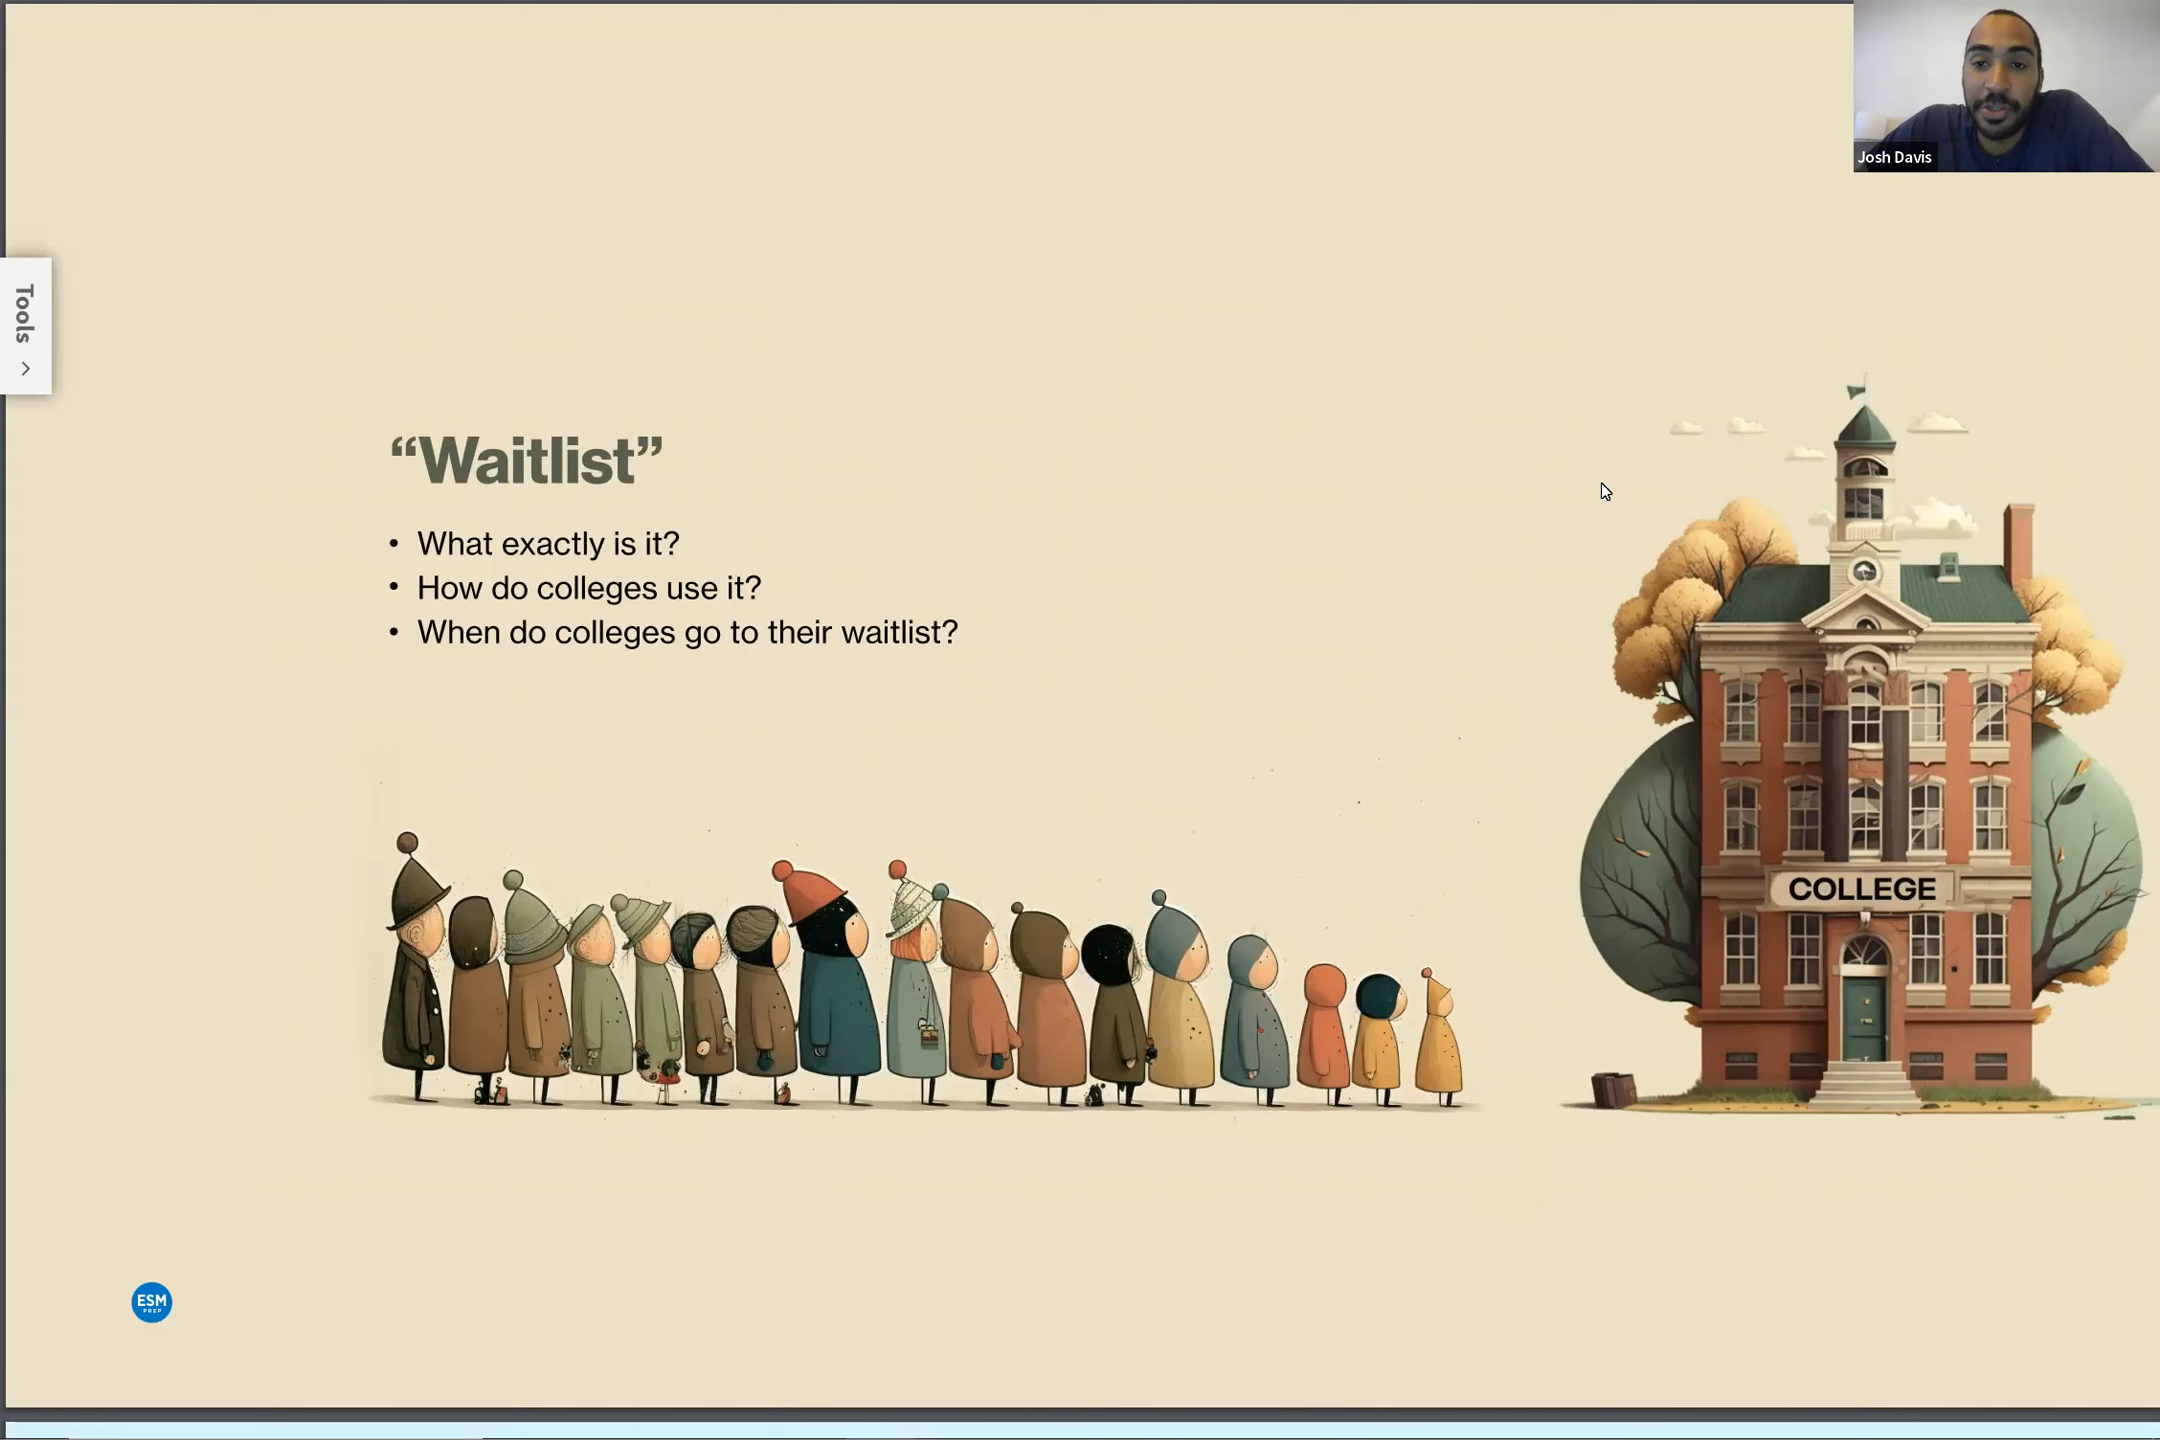 Josh Davis
Tools
“Waitlist”
• What exactly is it?
• How do colleges use it?
• When do colleges go to their waitlist?
COLLEGE
ESM
PREP